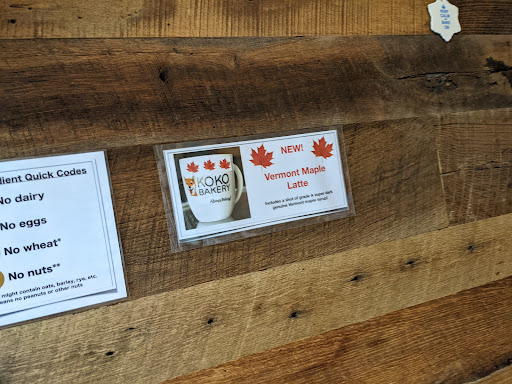 dient Quick Codes
No dairy
No eggs
No wheat*
No nuts**
might contain oats, barley, rye, etc.
eans no peanuts or other nuts
KOKO
BAKERY
NEW!
Vermont Maple
Latte
Includes a shot of grade A super dark
genuine Vermont maple syrup!